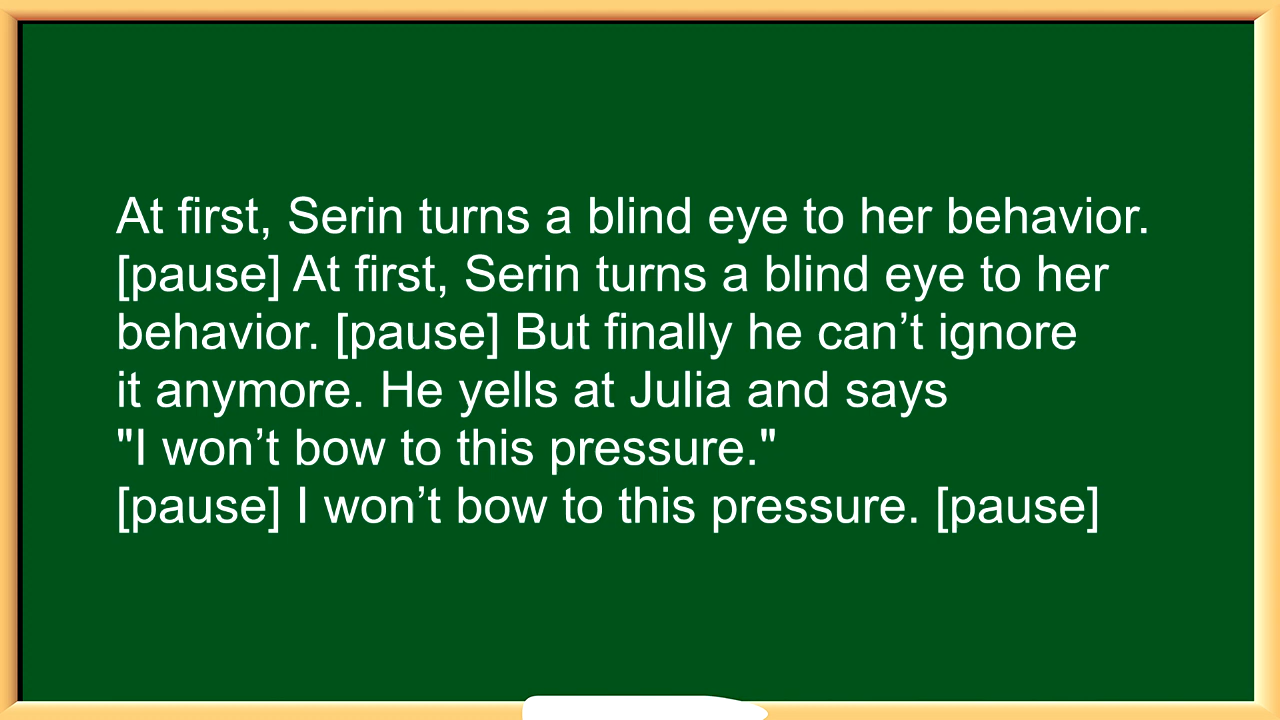 At first, Serin turns a blind eye to her behavior.
[pause] At first, Serin turns a blind eye to her
behavior. [pause] But finally he can’t ignore
it anymore. He yells at Julia and says
"I won’t bow to this pressure."
[pause] I won’t bow to this pressure. [pause]